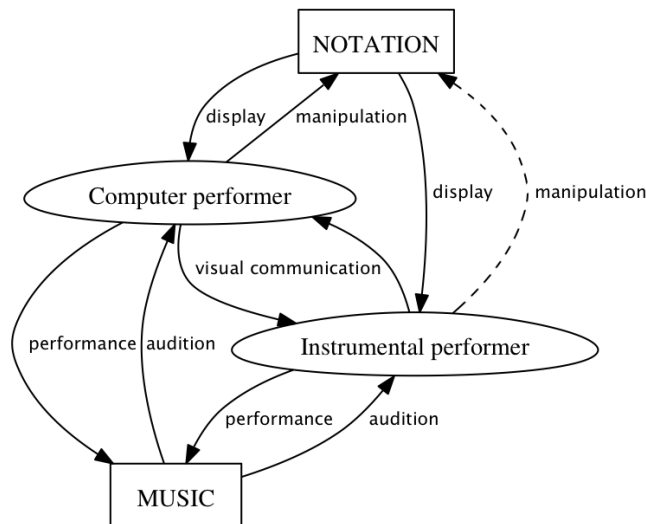 NOTATION
display
manipulation
Computer performer
display
manipulation
visual communication
performance
audition
Instrumental performer
performance
audition
MUSIC